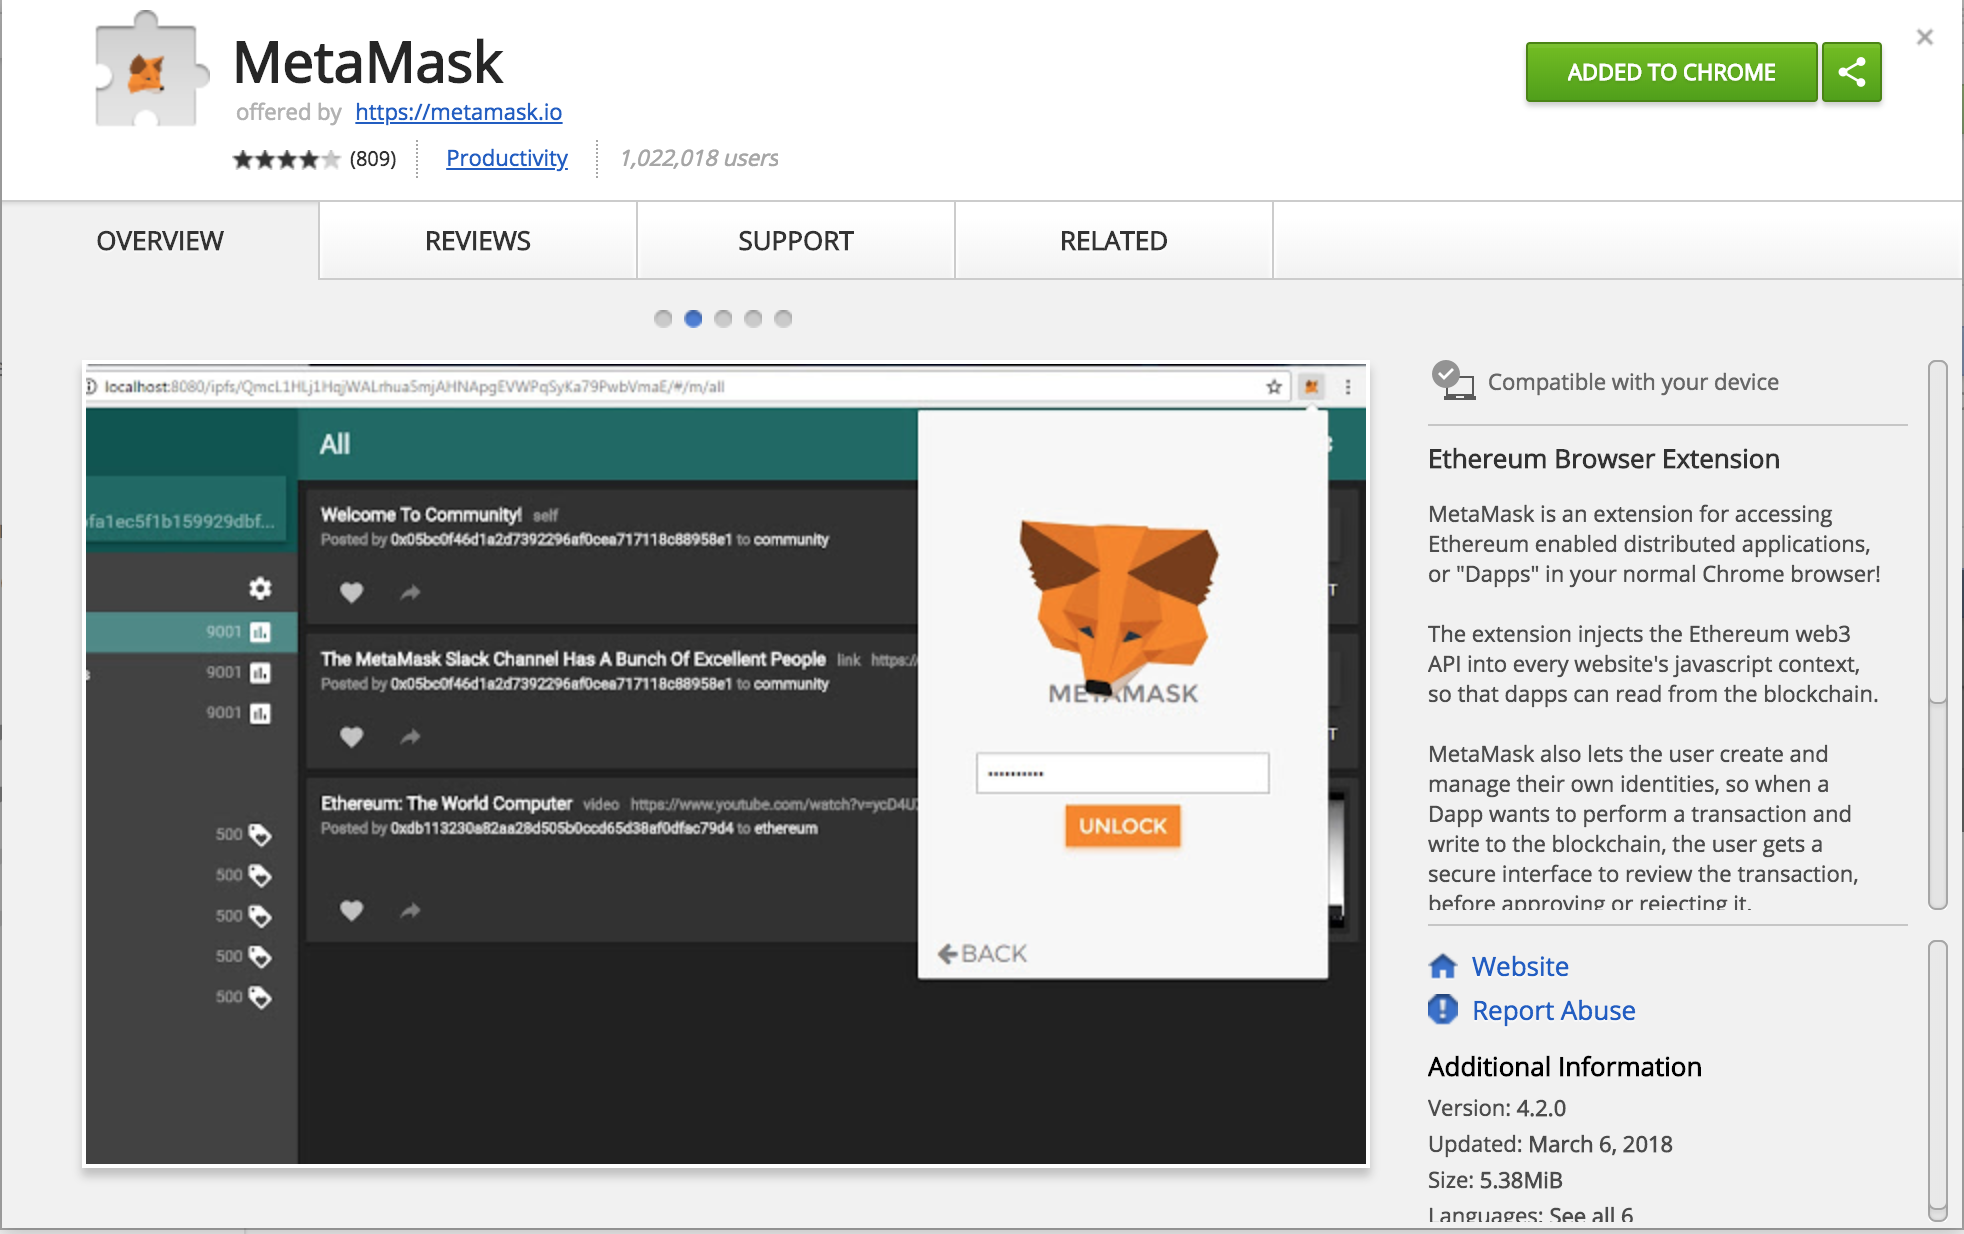 MetaMask
offered by https://metamask.io
(809) Productivity 1,022,018 users
ADDED TO CHROME
OVERVIEW
REVIEWS
SUPPORT
RELATED
localhost:8080/ipfs/QmcL1HLj1HqjWALrhua5mjAHNApgEVWPqSyKa79PwbVmaE/#/m/all
All
fa1ec5f1b159929dbf...
9001
9001
9001
500
500
500
500
500
Welcome To Community! self
Posted by 0x05bc0f46d1a2d7392296af0cea717118c88958e1 to community
The MetaMask Slack Channel Has A Bunch Of Excellent People link https:/
Posted by 0x05bc0f46d1a2d7392296af0cea717118c88958e1 to community
Ethereum: The World Computer video https://www.youtube.com/watch?v=ycD4U
Posted by 0xdb113230a82aa28d505b0ccd65d38af0dfac79d4 to ethereum
METAMASK
UNLOCK
BACK
Compatible with your device
Ethereum Browser Extension
MetaMask is an extension for accessing
Ethereum enabled distributed applications,
or "Dapps" in your normal Chrome browser!
The extension injects the Ethereum web3
API into every website's javascript context,
so that dapps can read from the blockchain.
MetaMask also lets the user create and
manage their own identities, so when a
Dapp wants to perform a transaction and
write to the blockchain, the user gets a
secure interface to review the transaction,
before approving or rejecting it.
Website
Report Abuse
Additional Information
Version: 4.2.0
Updated: March 6, 2018
Size: 5.38MiB
Languages: See all 6